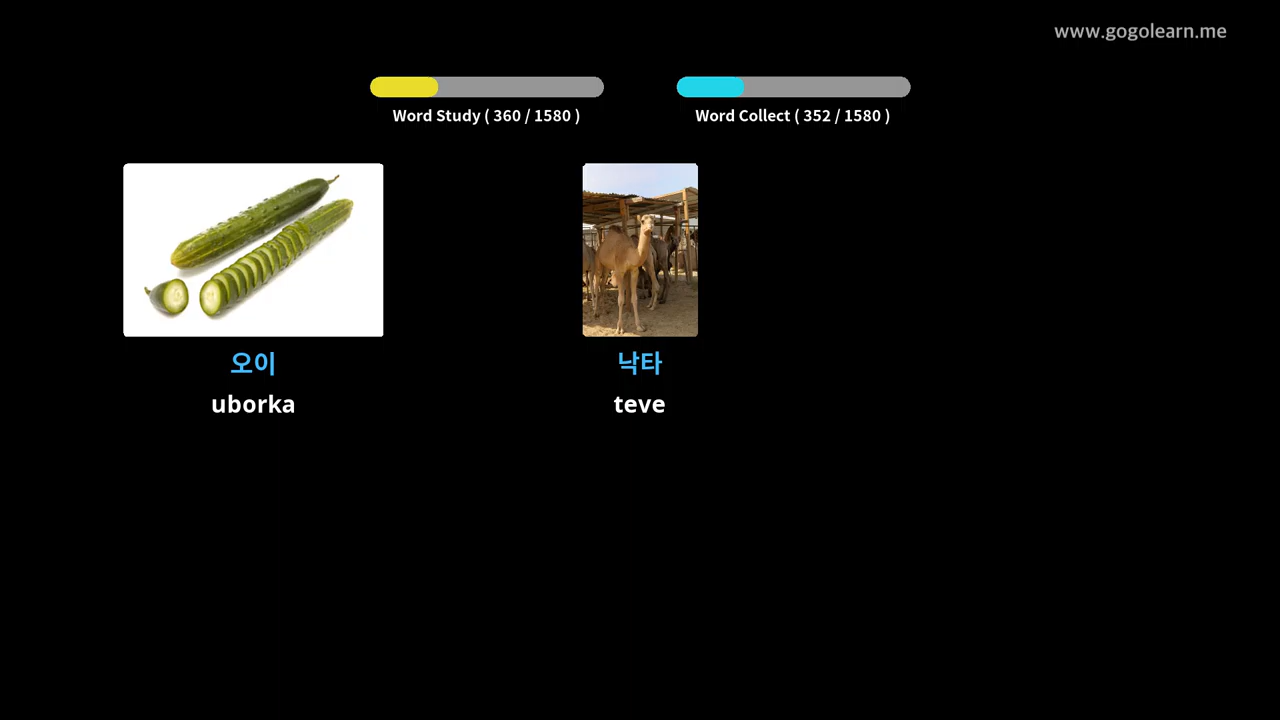 www.gogolearn.me
Word Study ( 360 / 1580 )
Word Collect ( 352 / 1580 )
오이
낙타
uborka
teve